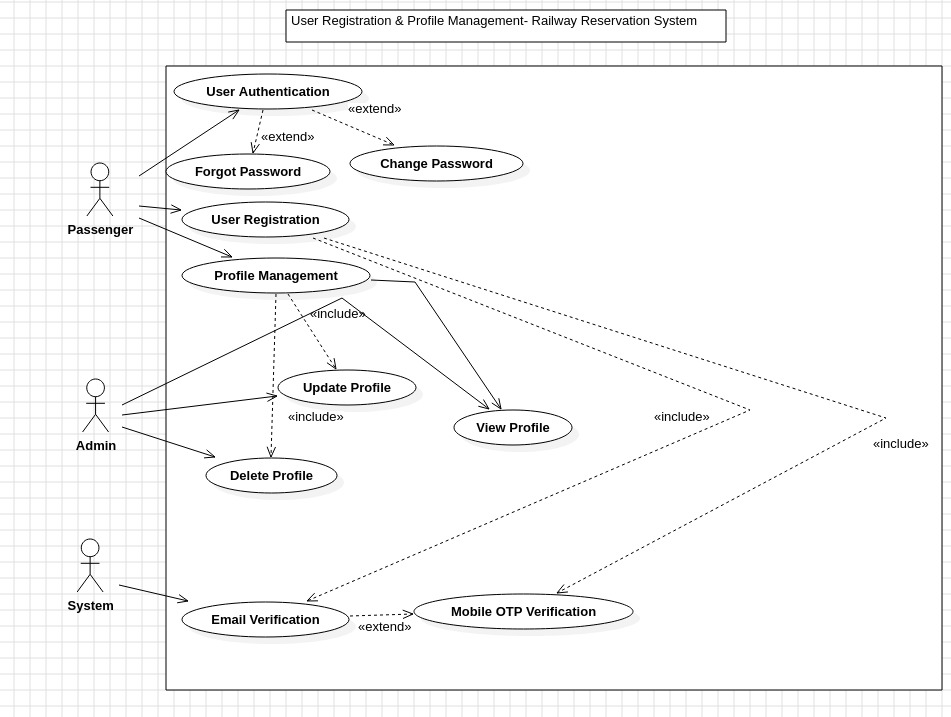 User Registration & Profile Management- Railway Reservation System
User Authentication
«extend»
«extend»
Change Password
Forgot Password
User Registration
Passenger
Profile Management
«include»
Update Profile
«include»
«include»
View Profile
Admin
«include»
Delete Profile
System
Email Verification
Mobile OTP Verification
«extend»